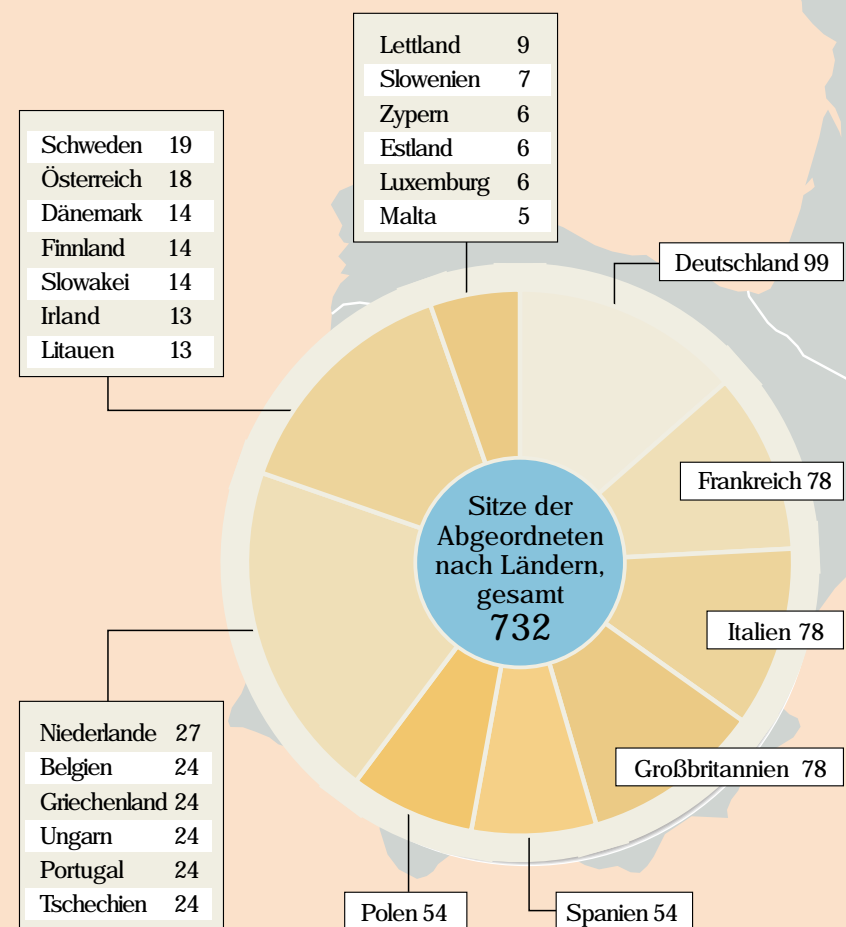 Lettland 9
Slowenien 7
Zypern 6
Estland 6
Luxemburg 6
Malta 5
Schweden 19
Österreich 18
Dänemark 14
Finnland 14
Slowakei 14
Irland 13
Litauen 13
Deutschland 99
Frankreich 78
Italien 78
Großbritannien 78
Sitze der
Abgeordneten
nach Ländern,
gesamt
732
Niederlande 27
Belgien 24
Griechenland 24
Ungarn 24
Portugal 24
Tschechien 24
Polen 54
Spanien 54